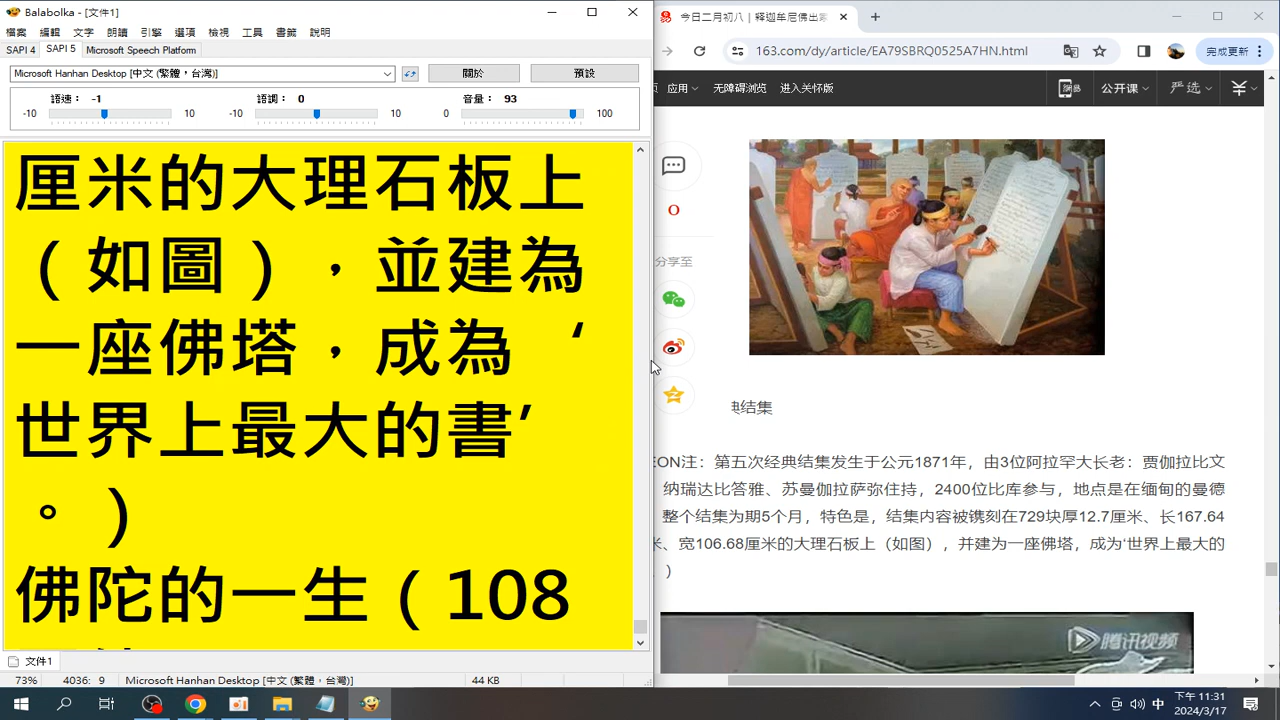 Balabolka - [文件1]
檔案 編輯 文字 朗讀 引擎 選項 檢視 工具 書籤 說明
SAPI 4 SAPI 5 Microsoft Speech Platform
Microsoft Hanhan Desktop [中文 (繁體，台灣)]
關於 預設
語速： -1 語調： 0 音量： 93
-10 10 -10 10 0 100
厘米的大理石板上
（如圖），並建為
一座佛塔，成為‘
世界上最大的書’
。）
佛陀的一生（108
文件1
73% 4036: 9 Microsoft Hanhan Desktop [中文 (繁體，台灣)] 44 KB
今日二月初八 | 释迦牟尼佛出家
163.com/dy/article/EA79SBRQ0525A7HN.html
完成更新
应用 无障碍浏览 进入关怀版
公开课 严选
0
分享至
结集
EON注：第五次经典结集发生于公元1871年，由3位阿拉罕大长老：贾伽拉比文
纳瑞达比答雅、苏曼伽拉萨弥住持，2400位比库参与，地点是在缅甸的曼德
整个结集为期5个月，特色是，结集内容被镌刻在729块厚12.7厘米、长167.64
米、宽106.68厘米的大理石板上（如图），并建为一座佛塔，成为‘世界上最大的
）
腾讯视频
中
下午 11:31
2024/3/17